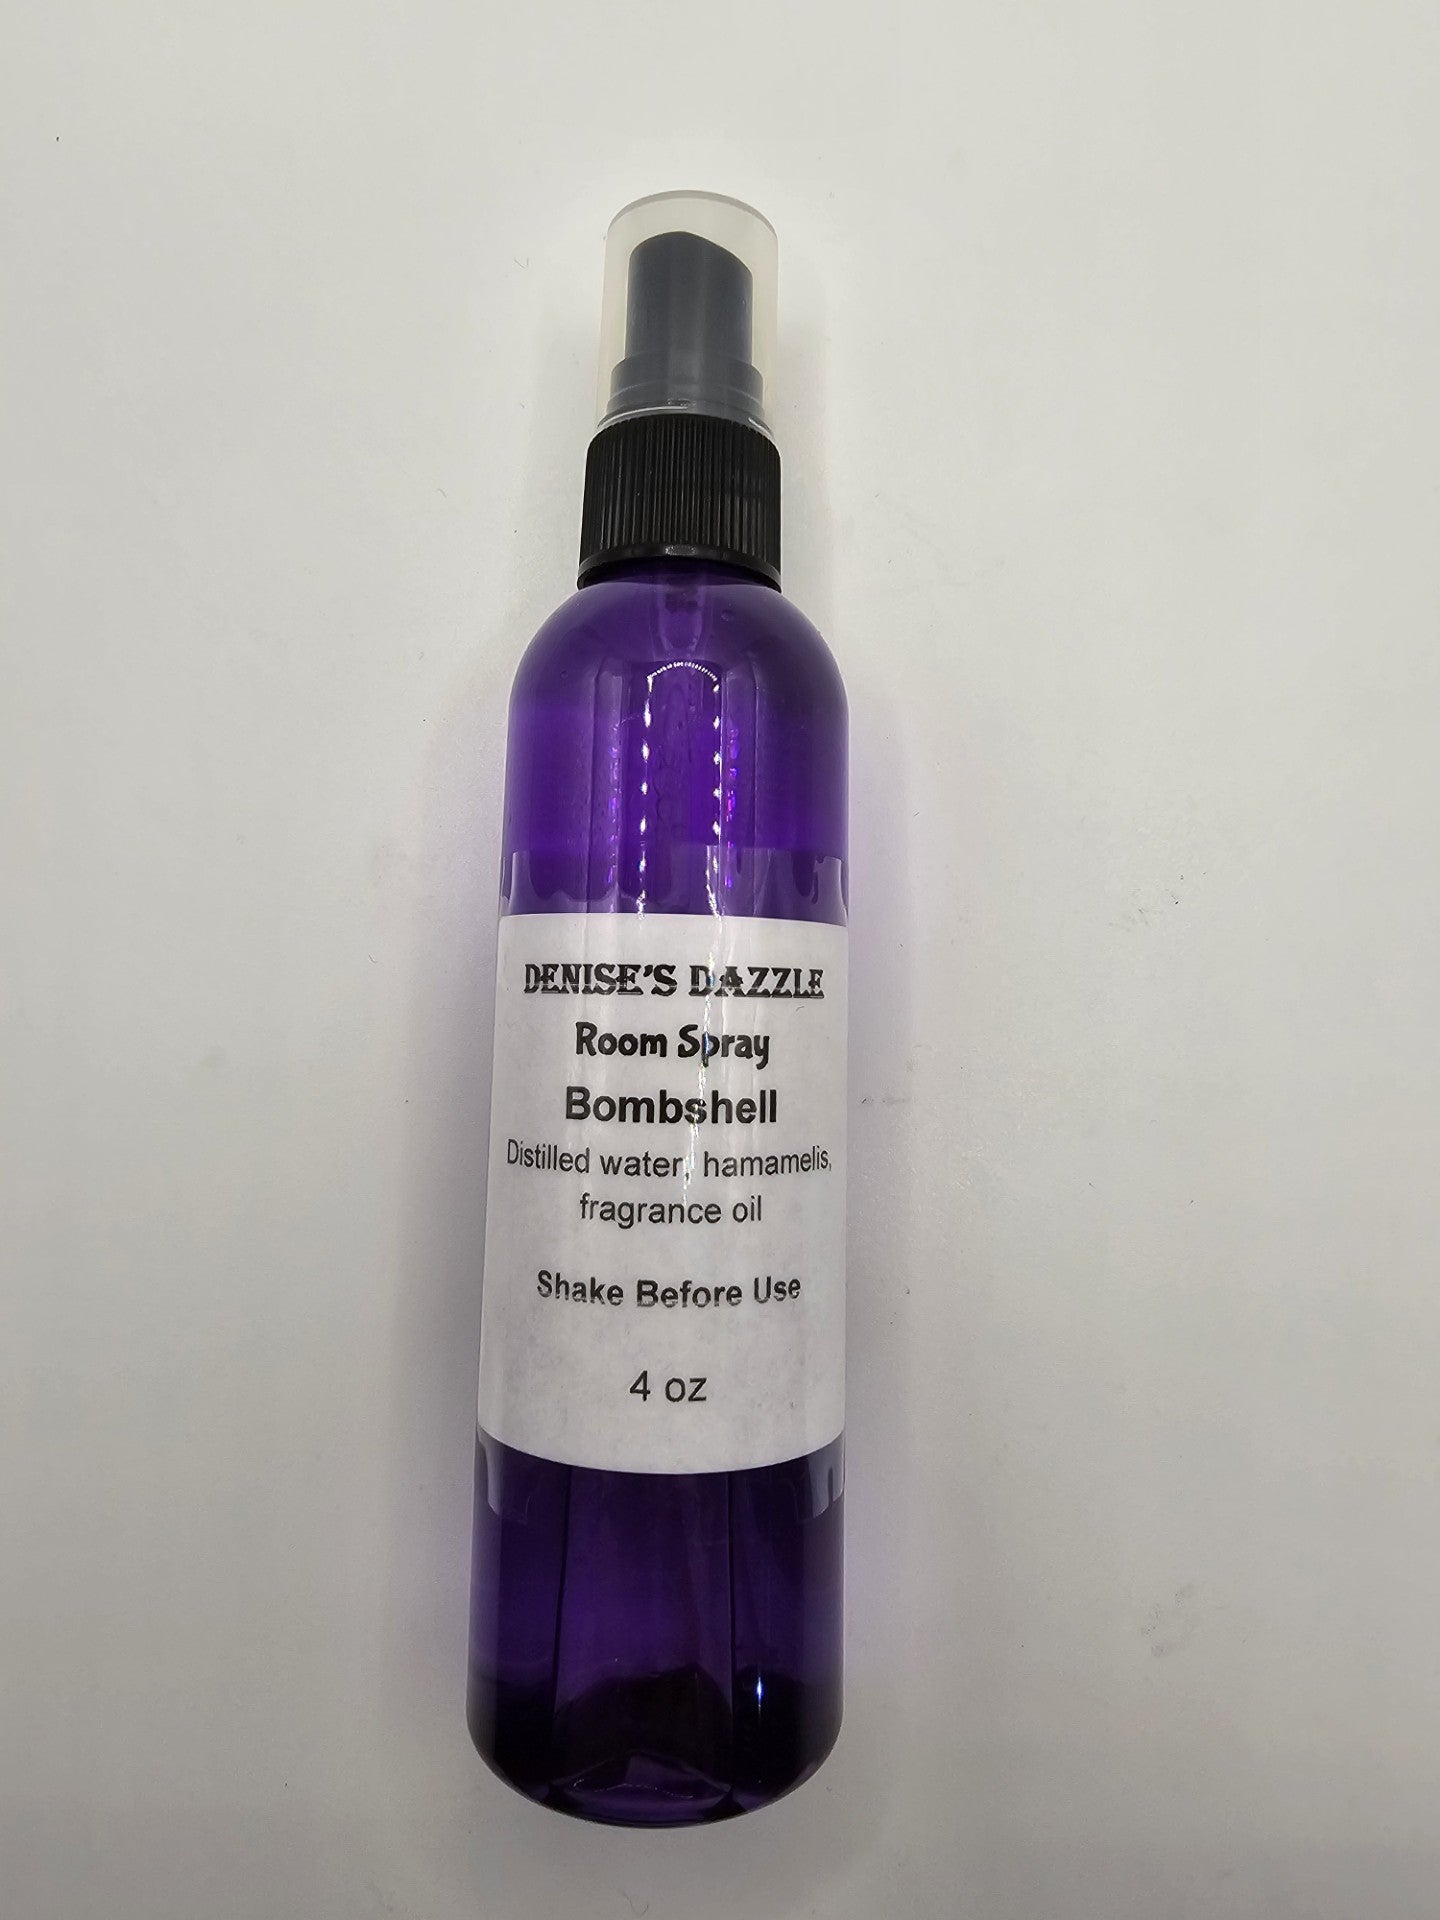 DENISE'S DAZZLE
Room Spray
Bombshell
Distilled water, hamamelis,
fragrance oil
Shake Before Use
4 oz